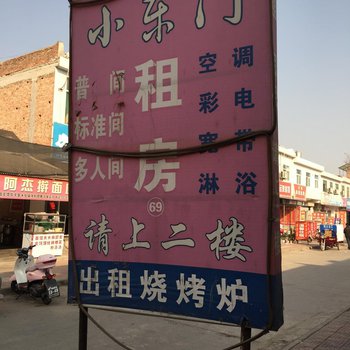 小东门
普间
标准间
多人间
租房
69
空调
彩电
宽带
淋浴
请上二楼
出租烧烤炉
阿杰擀面